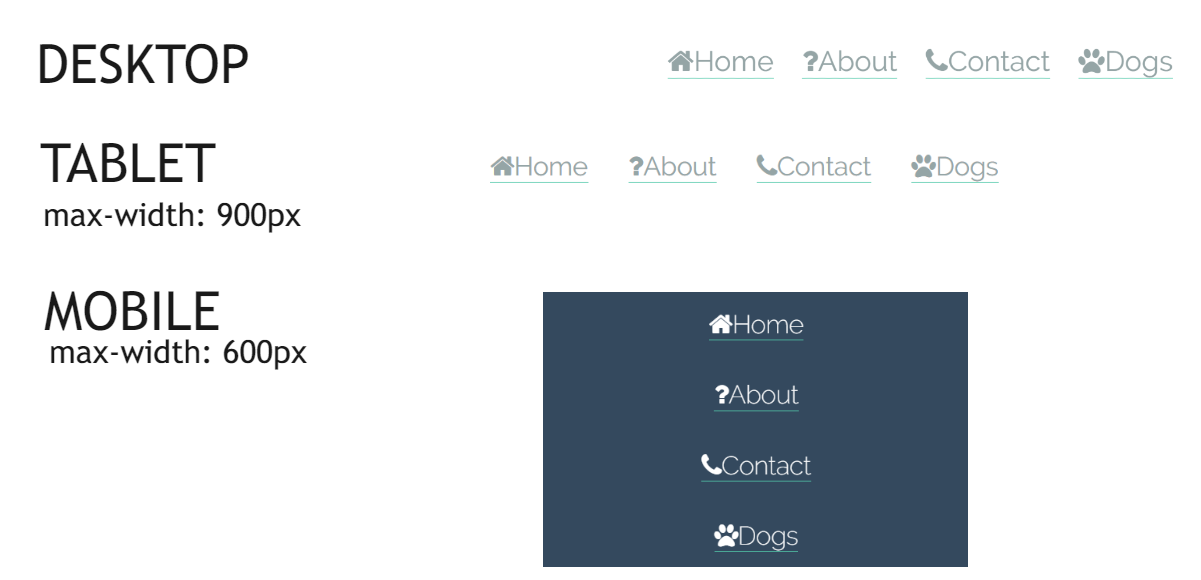 DESKTOP
Home About Contact Dogs
TABLET
Home About Contact Dogs
max-width: 900px
MOBILE
max-width: 600px
Home
About
Contact
Dogs